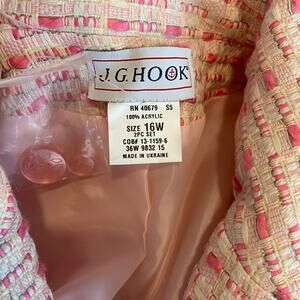 J.G.HOOK
RN 40679 S5
100% ACRYLIC
SIZE 16W
2PC SET
COB# 13-1159-6
36W 9832 15
MADE IN UKRAINE